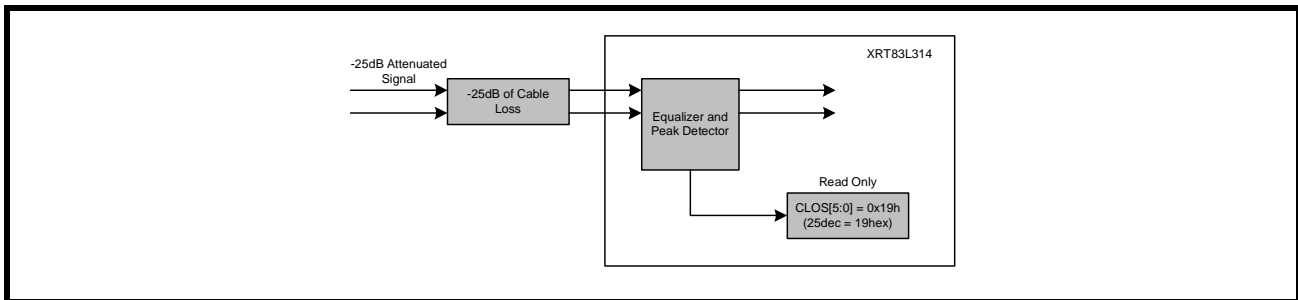 XRT83L314
-25dB Attenuated
Signal
-25dB of Cable
Loss
Equalizer and
Peak Detector
Read Only
CLOS[5:0] = 0x19h
(25dec = 19hex)